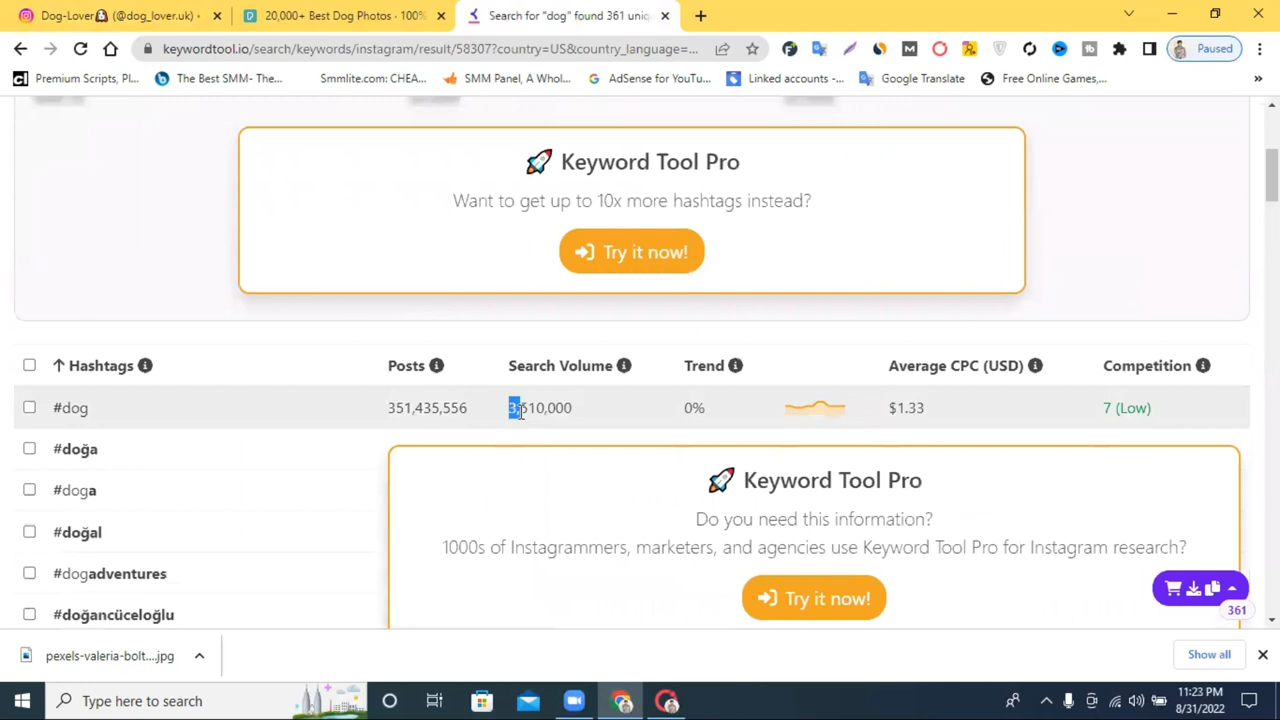 Dog-Lover (@dog_lover.uk)
20,000+ Best Dog Photos · 100%
Search for "dog" found 361 uniq
keywordtool.io/search/keywords/instagram/result/58307?country=US&country_language=...
Paused
Premium Scripts, Pl...
The Best SMM- The...
Smmlite.com: CHEA...
SMM Panel, A Whol...
AdSense for YouTu...
Linked accounts -...
Google Translate
Free Online Games,...
»
Keyword Tool Pro
Want to get up to 10x more hashtags instead?
Try it now!
Hashtags Posts Search Volume Trend Average CPC (USD) Competition
#dog 351,435,556 3,510,000 0% $1.33 7 (Low)
#doğa
#doga
#doğal
#dogadventures
#doğancüceloğlu
Keyword Tool Pro
Do you need this information?
1000s of Instagrammers, marketers, and agencies use Keyword Tool Pro for Instagram research?
Try it now!
361
pexels-valeria-bolt....jpg
Show all
Type here to search
11:23 PM
8/31/2022